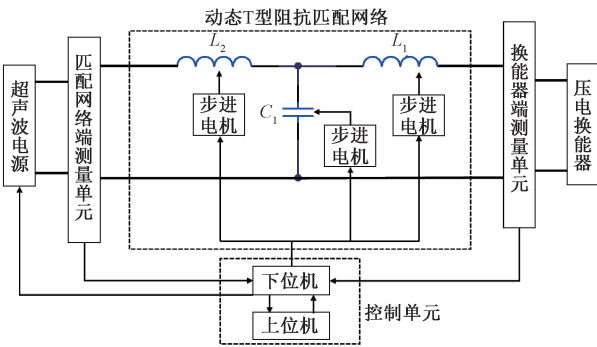 动态T型阻抗匹配网络
L2
L1
超声波电源
匹配网络端测量单元
步进
电机
C1
步进
电机
步进
电机
换能器端测量单元
压电换能器
下位机
上位机
控制单元